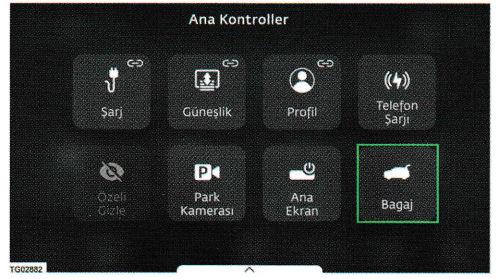 Ana Kontroller
Şarj
Güneşlik
Profil
Telefon
Şarjı
Özeli
Gizle
P
Park
Kamerası
Ana
Ekran
Bagaj
TG02882